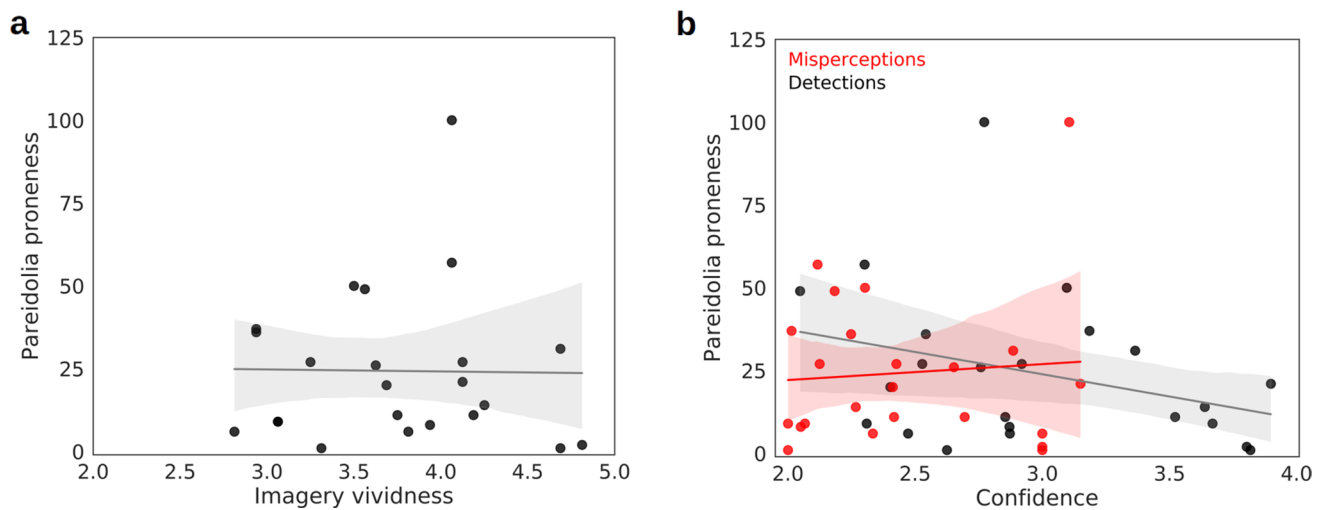 a
125
100
75
50
25
0
Pareidolia proneness
2.0 2.5 3.0 3.5 4.0 4.5 5.0
Imagery vividness
b
125
100
75
50
25
0
Pareidolia proneness
Misperceptions
Detections
2.0 2.5 3.0 3.5 4.0
Confidence